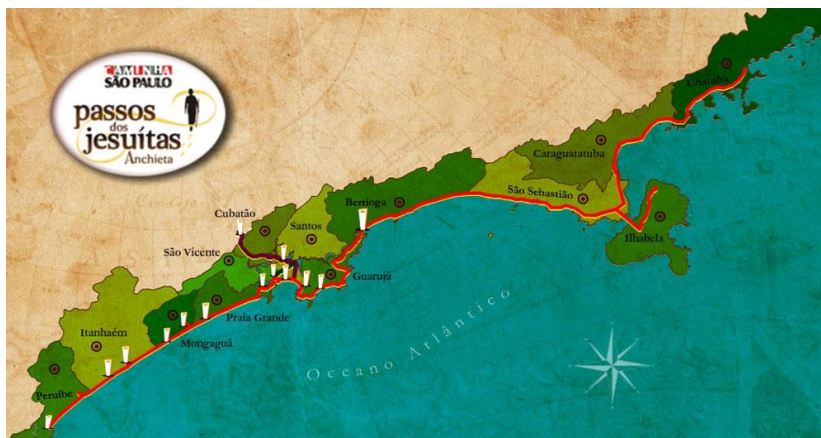 CAMINHA
SÃO PAULO
passos
dos
jesuítas
Anchieta
Ubatuba
Caraguatatuba
São Sebastião
Ilhabela
Bertioga
Cubatão
Santos
São Vicente
Guarujá
Praia Grande
Itanhaém
Mongaguá
Peruíbe
Oceano Atlântico